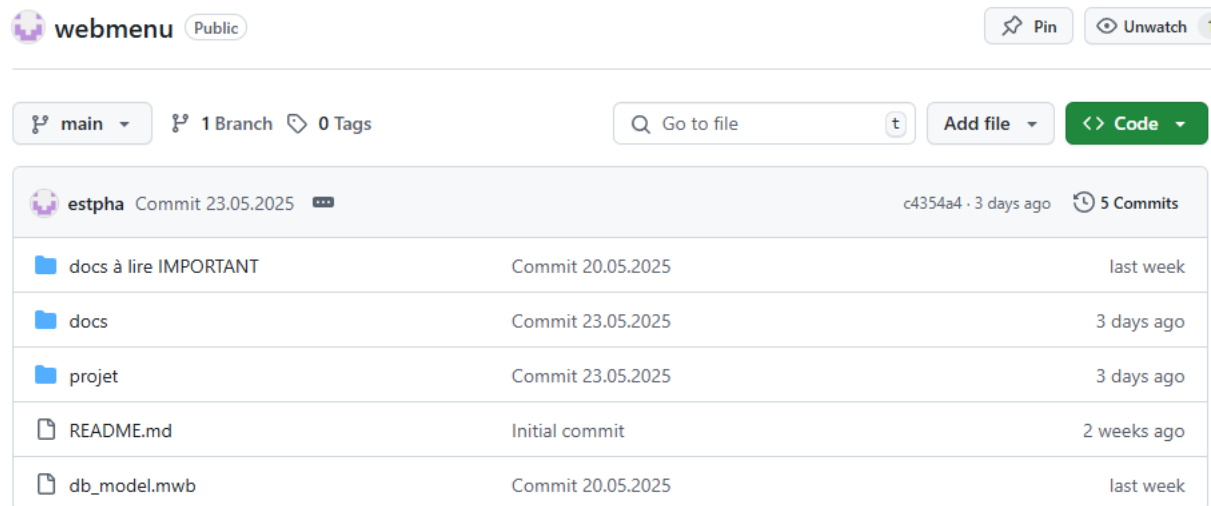 webmenu Public Pin Unwatch
main 1 Branch 0 Tags Go to file t Add file Code
estpha Commit 23.05.2025 c4354a4 · 3 days ago 5 Commits
docs à lire IMPORTANT Commit 20.05.2025 last week
docs Commit 23.05.2025 3 days ago
projet Commit 23.05.2025 3 days ago
README.md Initial commit 2 weeks ago
db_model.mwb Commit 20.05.2025 last week